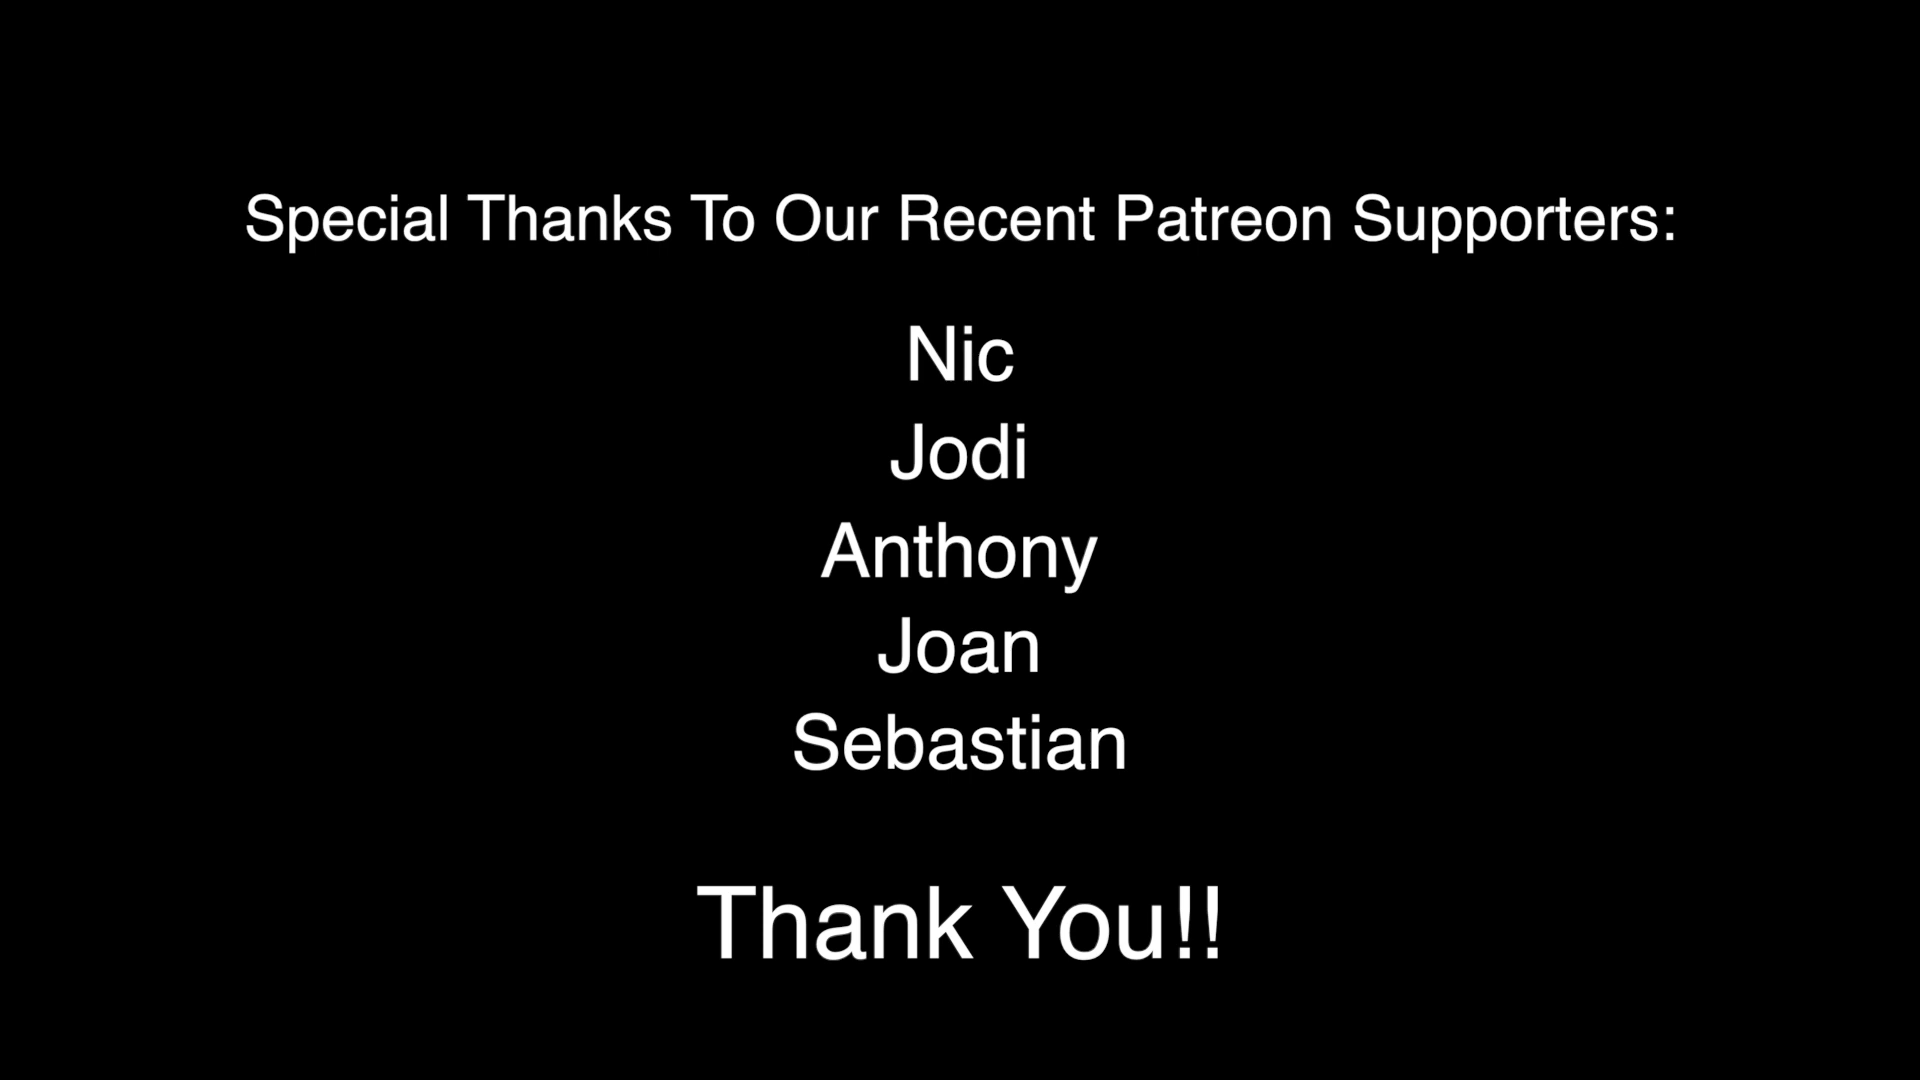 Special Thanks To Our Recent Patreon Supporters:
Nic
Jodi
Anthony
Joan
Sebastian
Thank You!!